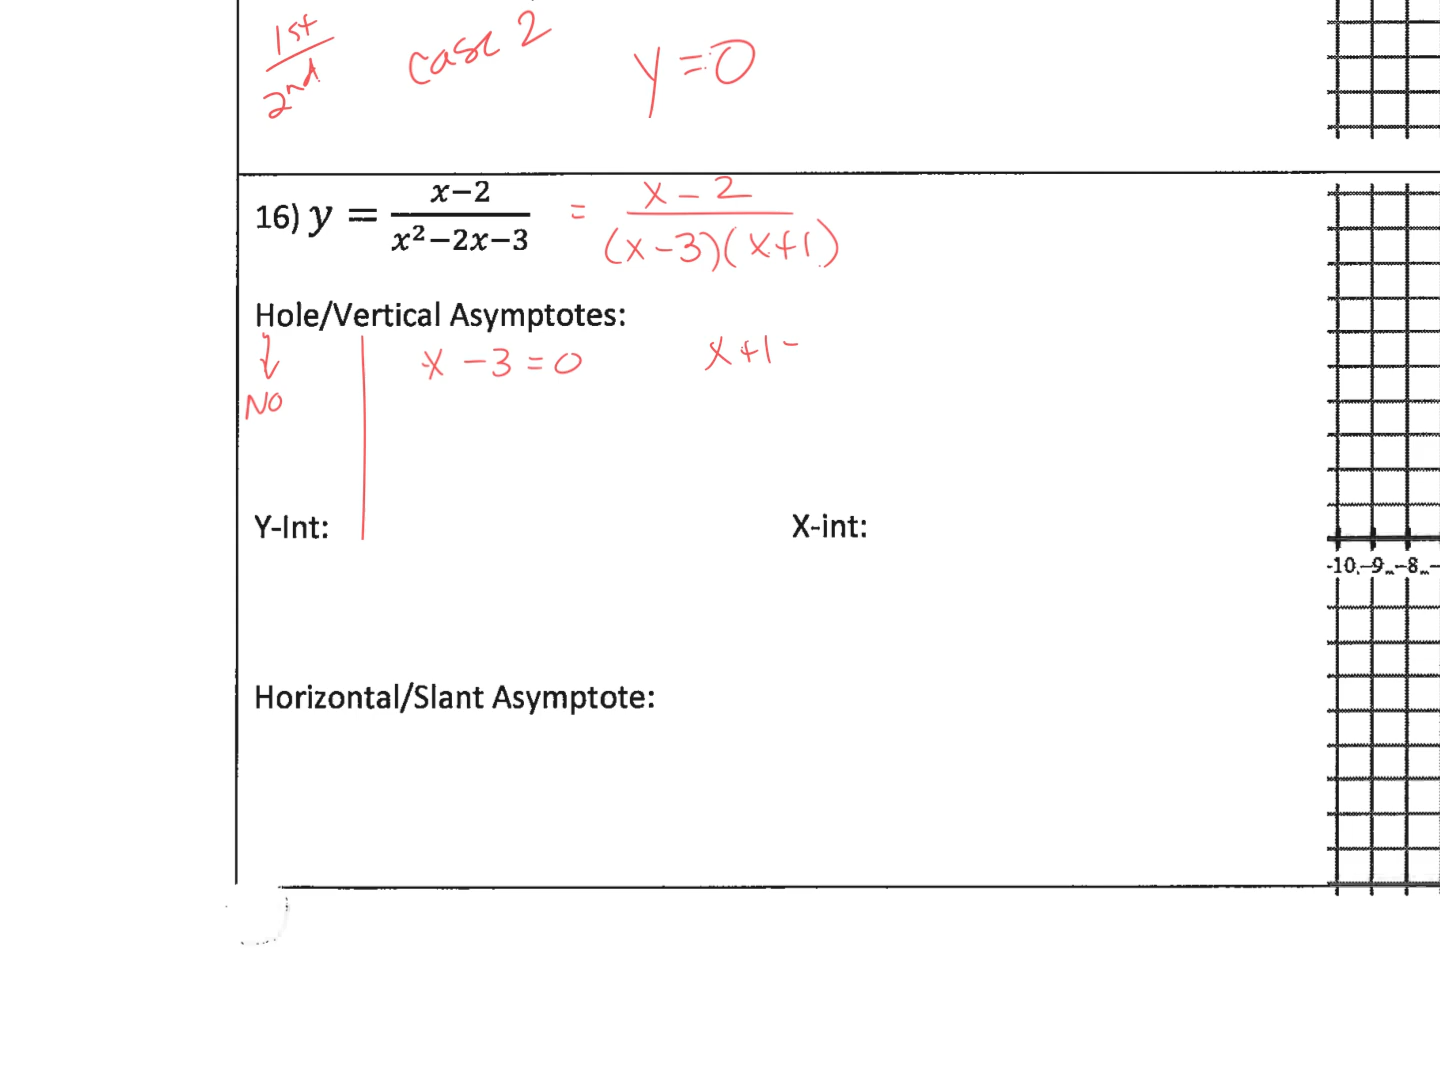 1st/2nd case 2 y = 0
16) y = x−2/x²−2x−3 = x − 2/(x − 3)(x+1)
Hole/Vertical Asymptotes:
↓ x − 3 = 0 x + 1 =
NO
Y-Int: X-int:
-10 -9 -8
Horizontal/Slant Asymptote: